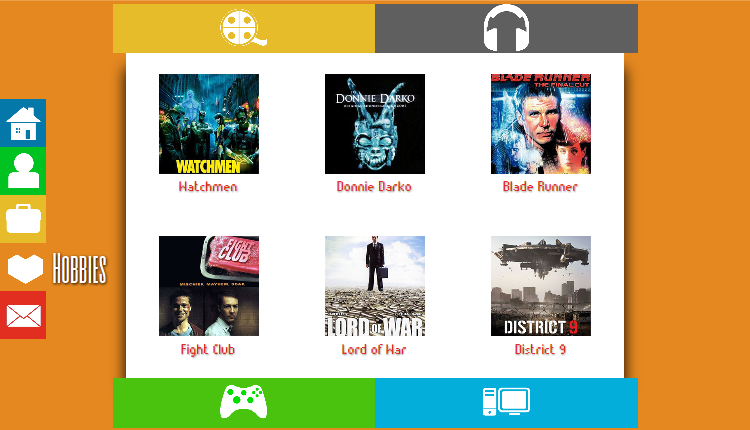 WATCHMEN
DONNIE DARKO
BLADE RUNNER
THE FINAL CUT
Watchmen
Donnie Darko
Blade Runner
Hobbies
FIGHT CLUB
MISCHIEF. MAYHEM. SOAP.
LORD OF WAR
DISTRICT 9
Fight Club
Lord of War
District 9